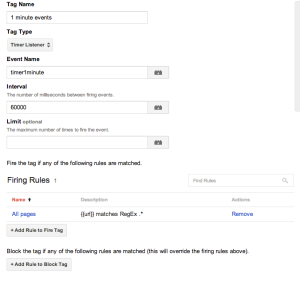 Tag Name
1 minute events
Tag Type
Timer Listener
Event Name
timer1minute
Interval
The number of milliseconds between firing events.
60000
Limit optional
The maximum number of times to fire the event.
Fire the tag if any of the following rules are matched.
Firing Rules ↑ Find Rules
Name Description Actions
All pages {{url}} matches RegEx .* Remove
+ Add Rule to Fire Tag
Block the tag if any of the following rules are matched (this will override the firing rules above).
+ Add Rule to Block Tag